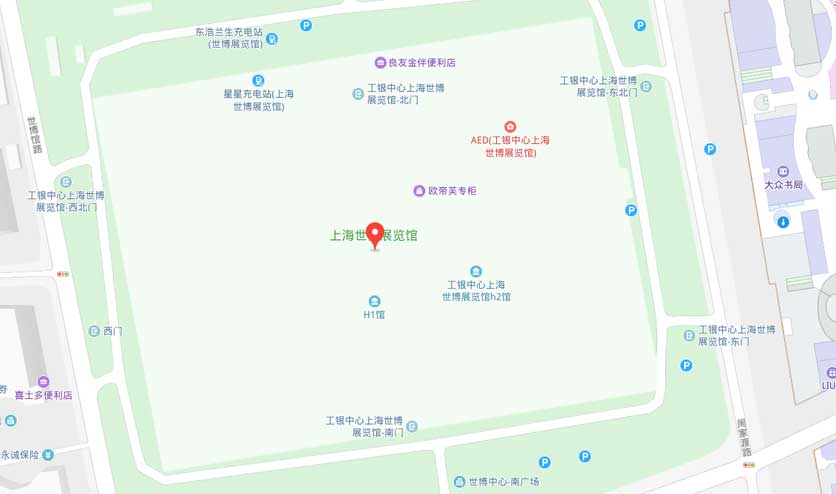 东浩兰生充电站
(世博展览馆)
P
P
良友金伴便利店
星星充电站(上海
世博展览馆)
工银中心上海世博
展览馆-北门
工银中心上海世博
展览馆-东北门
世博馆路
AED(工银中心上海
世博展览馆)
P
大众书局
工银中心上海世博
展览馆-西北门
欧帝芙专柜
P
上海世
展览馆
工银中心上海
世博展览馆h2馆
H1馆
西门
工银中心上海世博
展览馆-东门
P
LIU
喜士多便利店
券
工银中心上海世博
展览馆-南门
周家渡路
永诚保险
P
P
世博中心-南广场